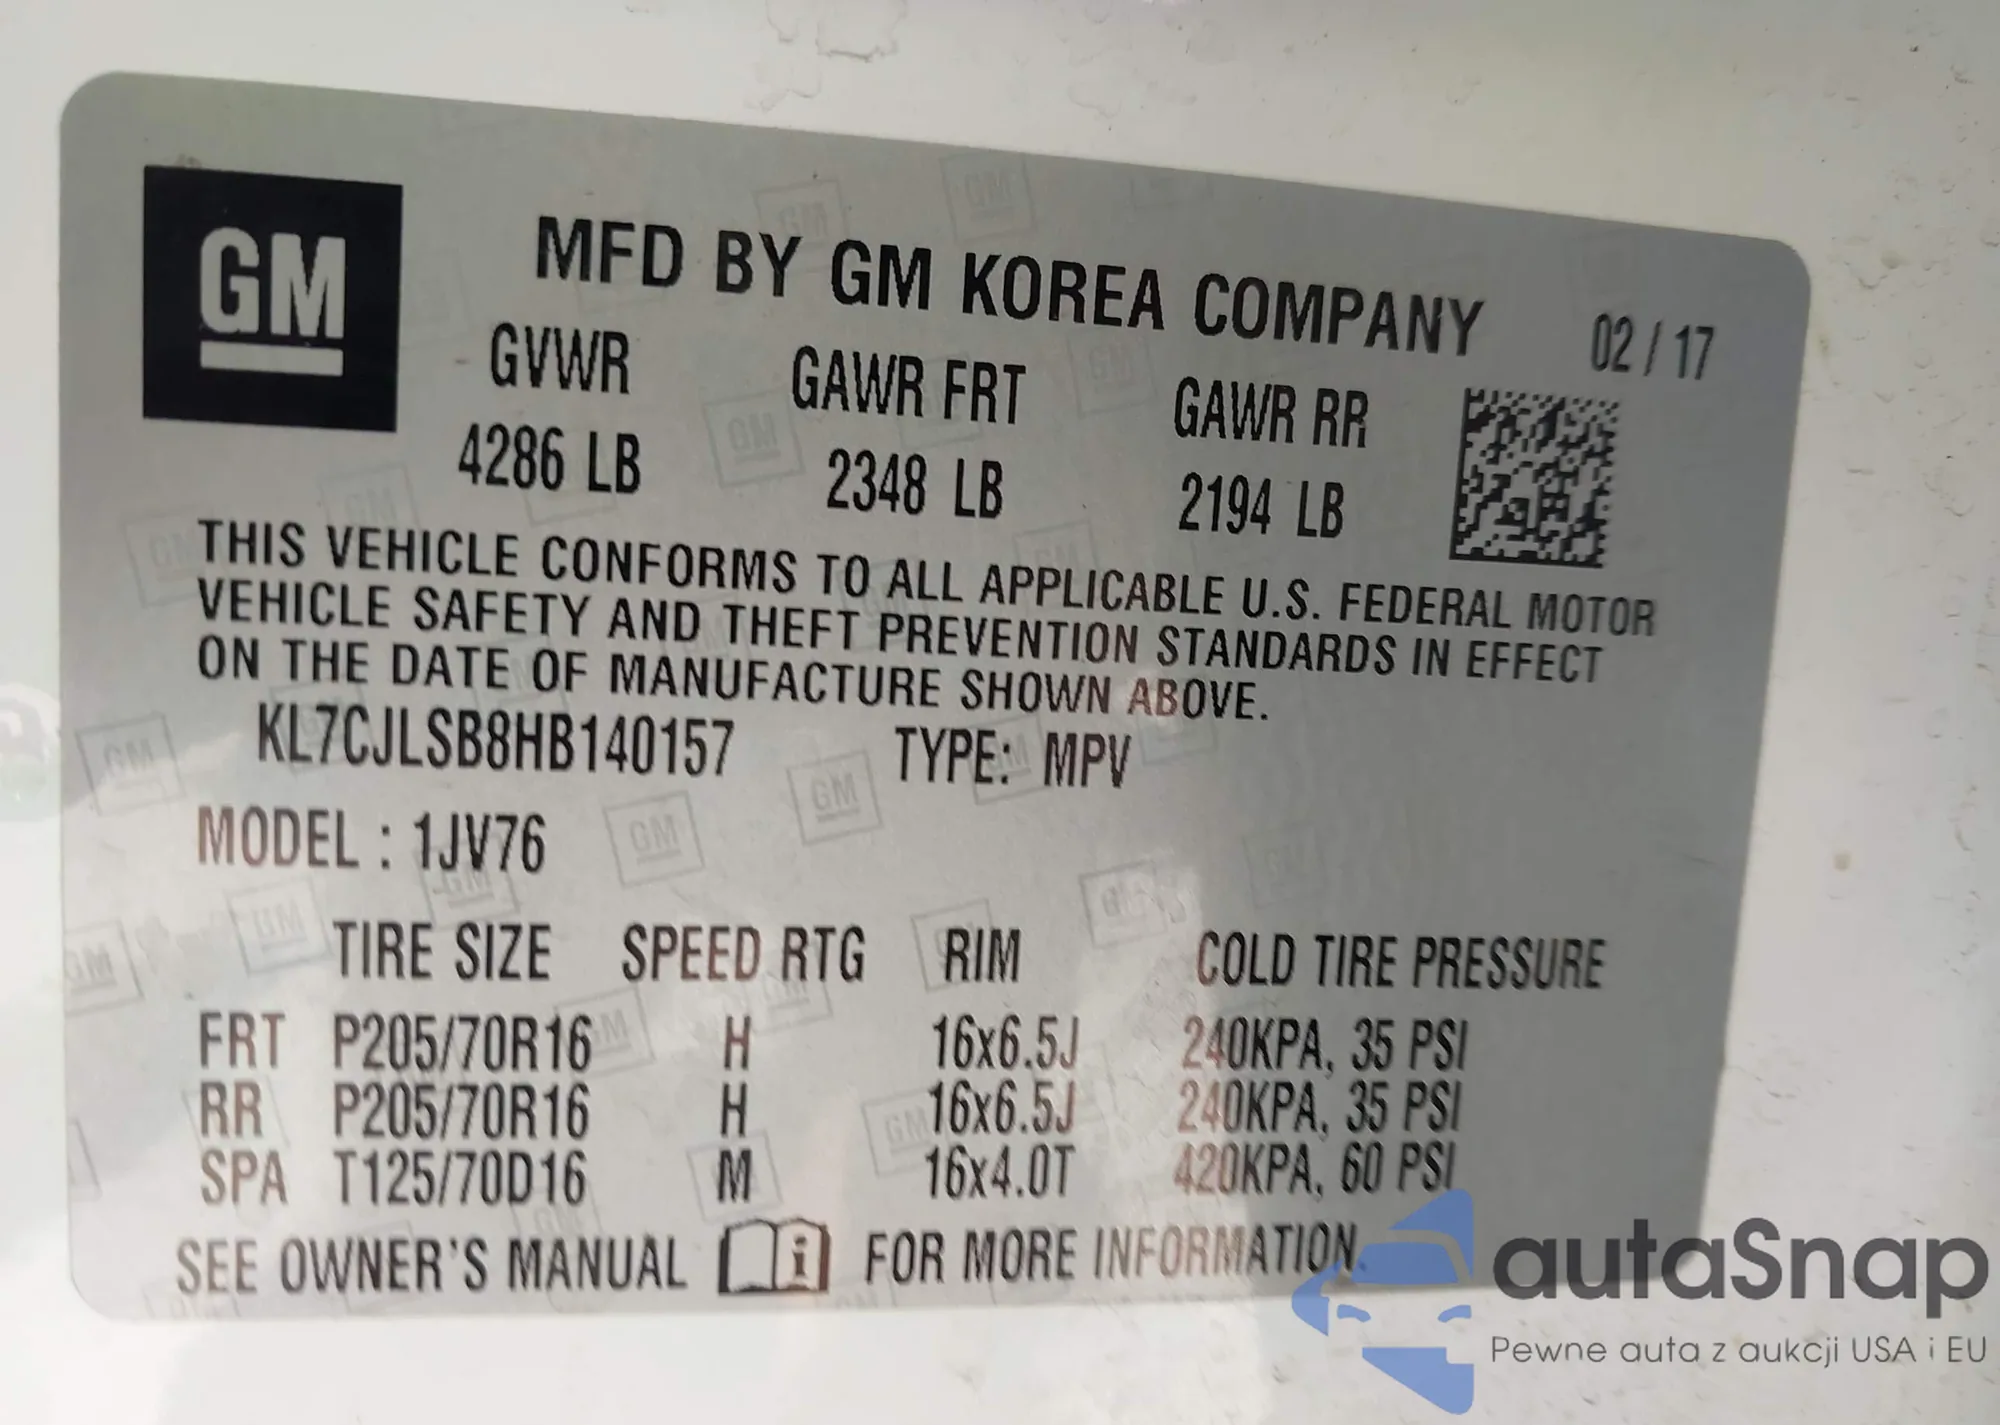 GM
MFD BY GM KOREA COMPANY
02 / 17
GVWR GAWR FRT GAWR RR
4286 LB 2348 LB 2194 LB
THIS VEHICLE CONFORMS TO ALL APPLICABLE U.S. FEDERAL MOTOR
VEHICLE SAFETY AND THEFT PREVENTION STANDARDS IN EFFECT
ON THE DATE OF MANUFACTURE SHOWN ABOVE.
KL7CJLSB8HB140157 TYPE: MPV
MODEL : 1JV76
TIRE SIZE SPEED RTG RIM COLD TIRE PRESSURE
FRT P205/70R16 H 16x6.5J 240KPA, 35 PSI
RR P205/70R16 H 16x6.5J 240KPA, 35 PSI
SPA T125/70D16 M 16x4.0T 420KPA, 60 PSI
SEE OWNER'S MANUAL i FOR MORE INFORMATION.
autaSnap
Pewne auta z aukcji USA i EU